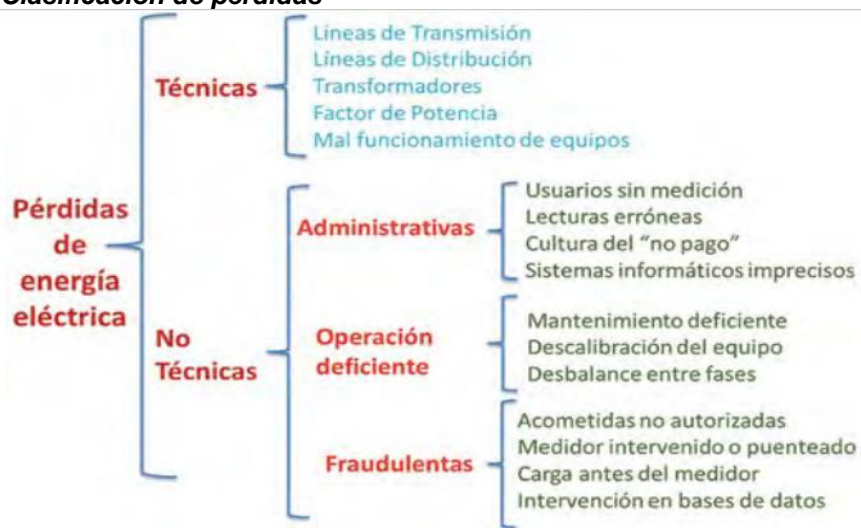 Clasificación de pérdidas
Pérdidas
de
energía
eléctrica
Técnicas
Líneas de Transmisión
Líneas de Distribución
Transformadores
Factor de Potencia
Mal funcionamiento de equipos
No
Técnicas
Administrativas
Usuarios sin medición
Lecturas erróneas
Cultura del "no pago"
Sistemas informáticos imprecisos
Operación
deficiente
Mantenimiento deficiente
Descalibración del equipo
Desbalance entre fases
Fraudulentas
Acometidas no autorizadas
Medidor intervenido o puenteado
Carga antes del medidor
Intervención en bases de datos